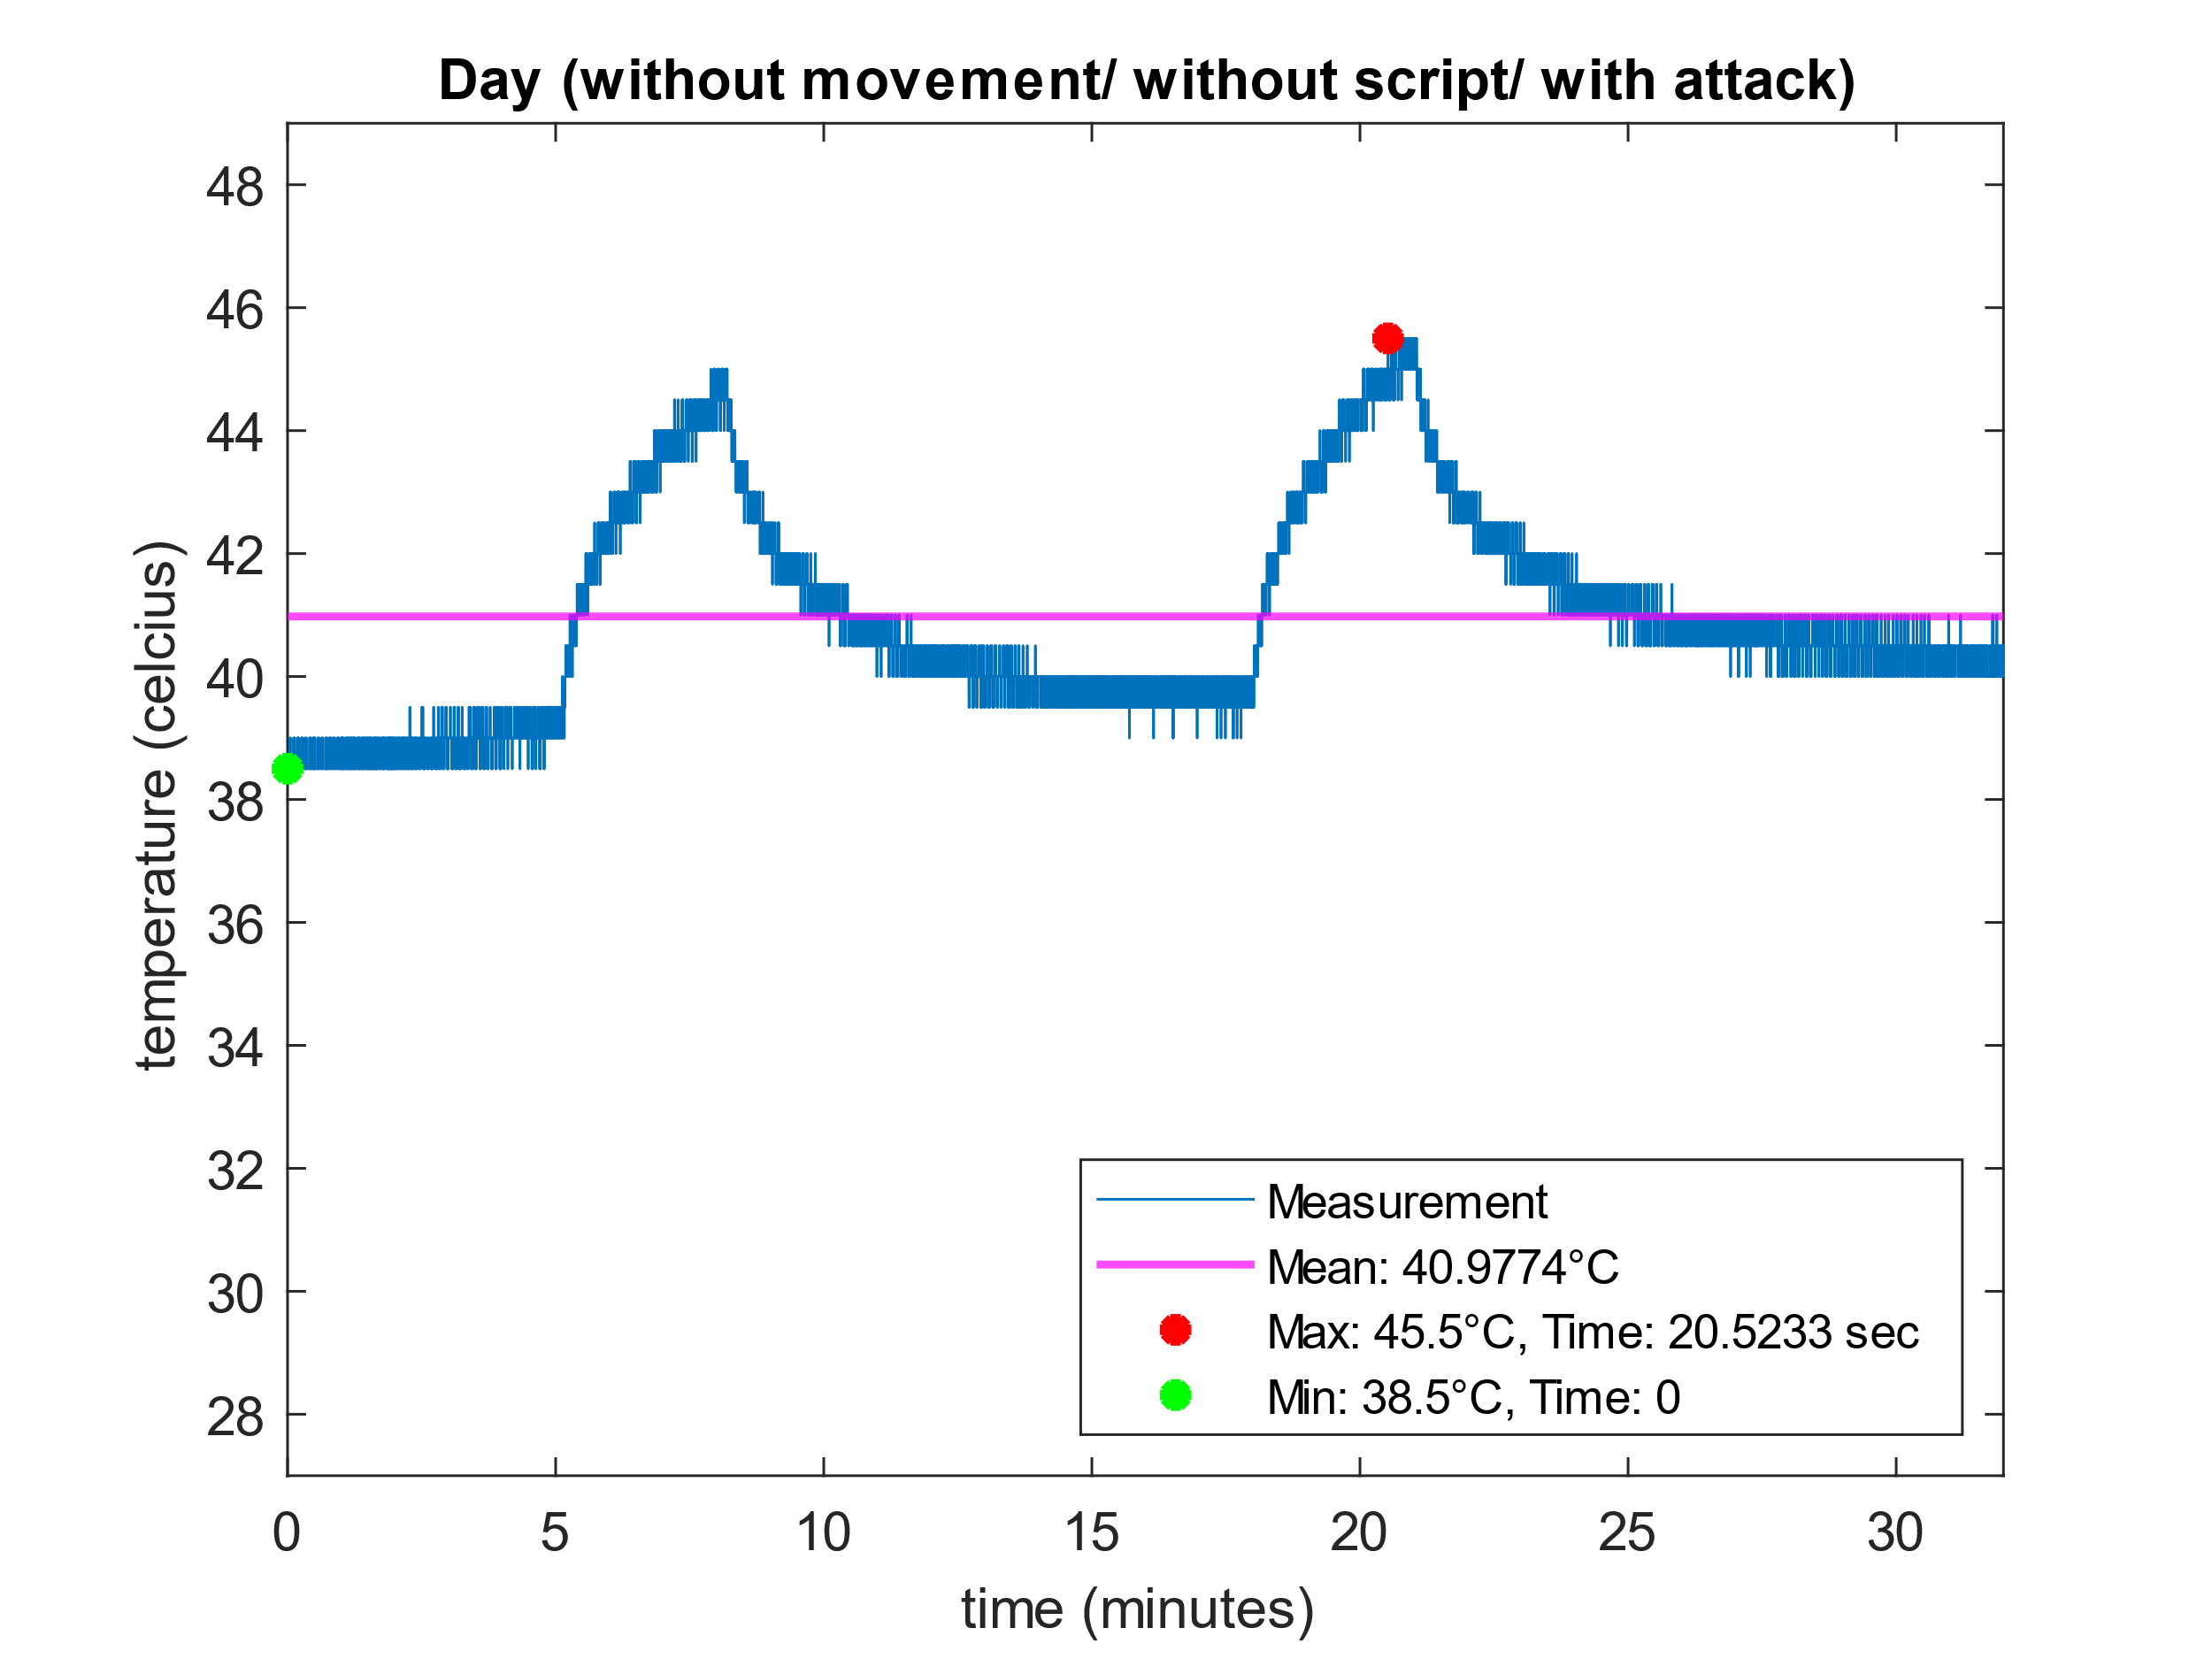 Day (without movement/ without script/ with attack)
48
46
44
42
40
38
36
34
32
30
28
temperature (celcius)
Measurement
Mean: 40.9774°C
Max: 45.5°C, Time: 20.5233 sec
Min: 38.5°C, Time: 0
0 5 10 15 20 25 30
time (minutes)